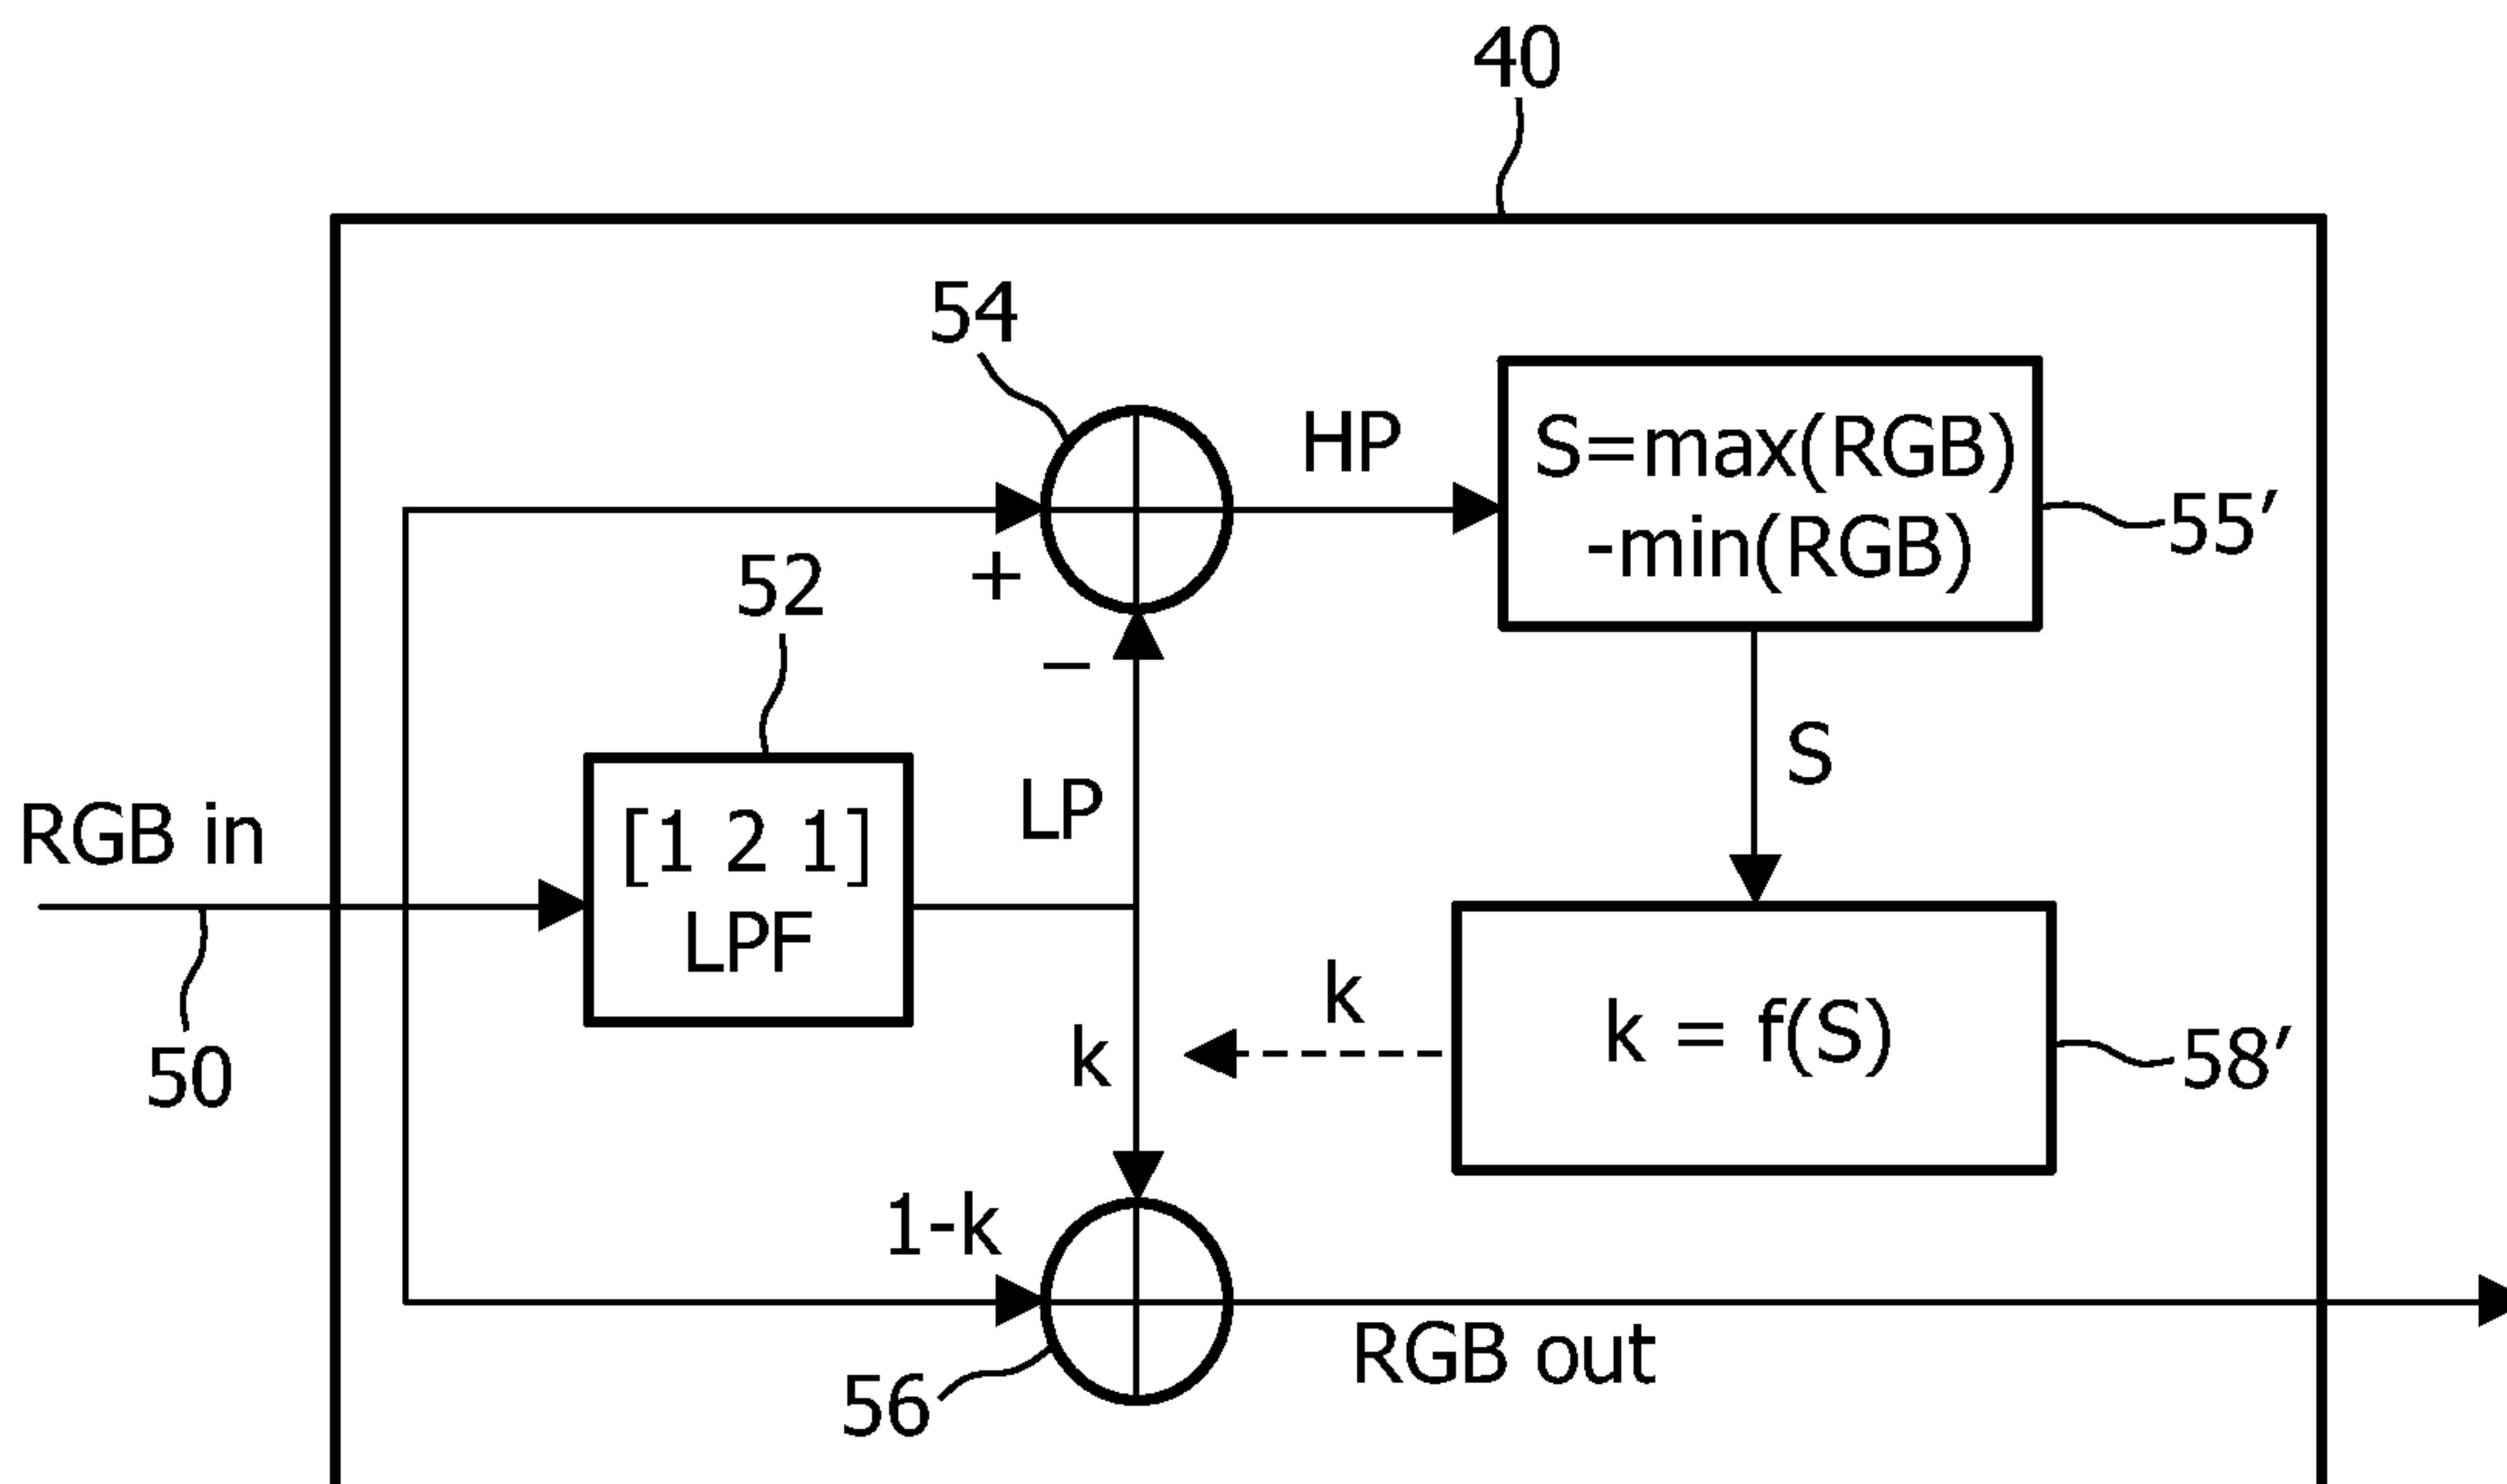 40
54
HP
S=max(RGB)
-min(RGB)
55′
+
52
−
S
LP
RGB in
[1 2 1]
LPF
k
k
k = f(S)
58′
50
1-k
RGB out
56